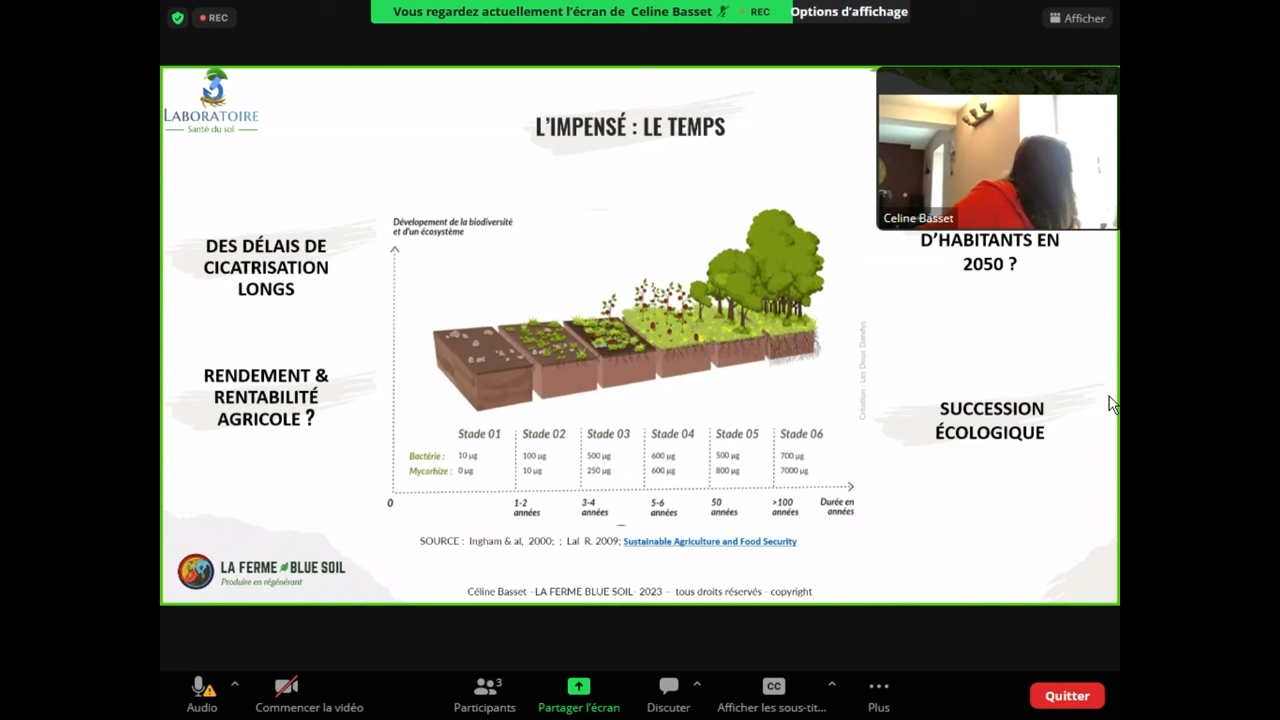 REC
Vous regardez actuellement l'écran de Celine Basset
REC
Options d'affichage
Afficher
LABORATOIRE
Santé du sol
L'IMPENSÉ : LE TEMPS
Celine Basset
DES DÉLAIS DE
CICATRISATION
LONGS
RENDEMENT &
RENTABILITÉ
AGRICOLE ?
Dévelopement de la biodiversité
et d'un écosystème
Création : Les Deux Dandys
Stade 01 Stade 02 Stade 03 Stade 04 Stade 05 Stade 06
Bactérie : 10 µg 100 µg 500 µg 600 µg 500 µg 700 µg
Mycorhize : 0 µg 10 µg 250 µg 600 µg 800 µg 7000 µg
0 1-2 années 3-4 années 5-6 années 50 années >100 années Durée en années
D'HABITANTS EN
2050 ?
SUCCESSION
ÉCOLOGIQUE
SOURCE : Ingham & al, 2000; ; Lal R. 2009; Sustainable Agriculture and Food Security
LA FERME BLUE SOIL
Produire en régénérant
Céline Basset - LA FERME BLUE SOIL- 2023 - tous droits réservés - copyright
Audio
Commencer la vidéo
Participants
3
Partager l'écran
Discuter
CC
Afficher les sous-tit...
Plus
Quitter